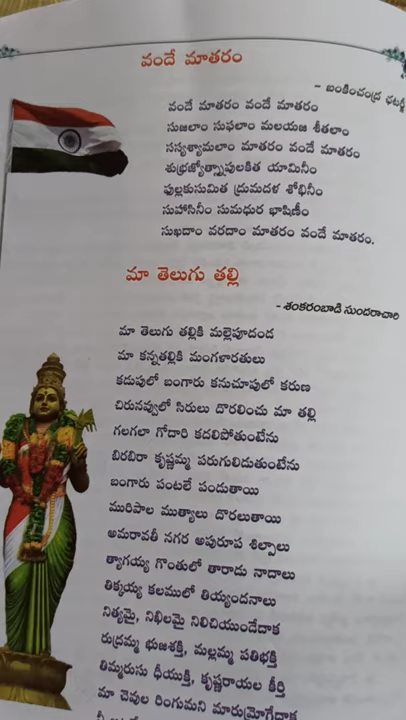 వందే మాతరం
- బంకించంద్ర ఛటర్జీ
వందే మాతరం వందే మాతరం
సుజలాం సుఫలాం మలయజ శీతలాం
సస్యశ్యామలాం మాతరం వందే మాతరం
శుభ్రజ్యోత్స్నాపులకిత యామినీం
ఫుల్లకుసుమిత ద్రుమదళ శోభినీం
సుహాసినీం సుమధుర భాషిణీం
సుఖదాం వరదాం మాతరం వందే మాతరం.
మా తెలుగు తల్లి
- శంకరంబాడి సుందరాచారి
మా తెలుగు తల్లికి మల్లెపూదండ
మా కన్నతల్లికి మంగళారతులు
కడుపులో బంగారు కనుచూపులో కరుణ
చిరునవ్వులో సిరులు దొరలించు మా తల్లి
గలగలా గోదారి కదలిపోతుంటేను
బిరబిరా కృష్ణమ్మ పరుగులిడుతుంటేను
బంగారు పంటలే పండుతాయి
మురిపాల ముత్యాలు దొరలుతాయి
అమరావతీ నగర అపురూప శిల్పాలు
త్యాగయ్య గొంతులో తారాడు నాదాలు
తిక్కయ్య కలములో తియ్యందనాలు
నిత్యమై, నిఖిలమై నిలిచియుండేదాక
రుద్రమ్మ భుజశక్తి, మల్లమ్మ పతిభక్తి
తిమ్మరుసు ధీయుక్తి, కృష్ణరాయల కీర్తి
మా చెవుల రింగుమని మారుమ్రోగేదాక